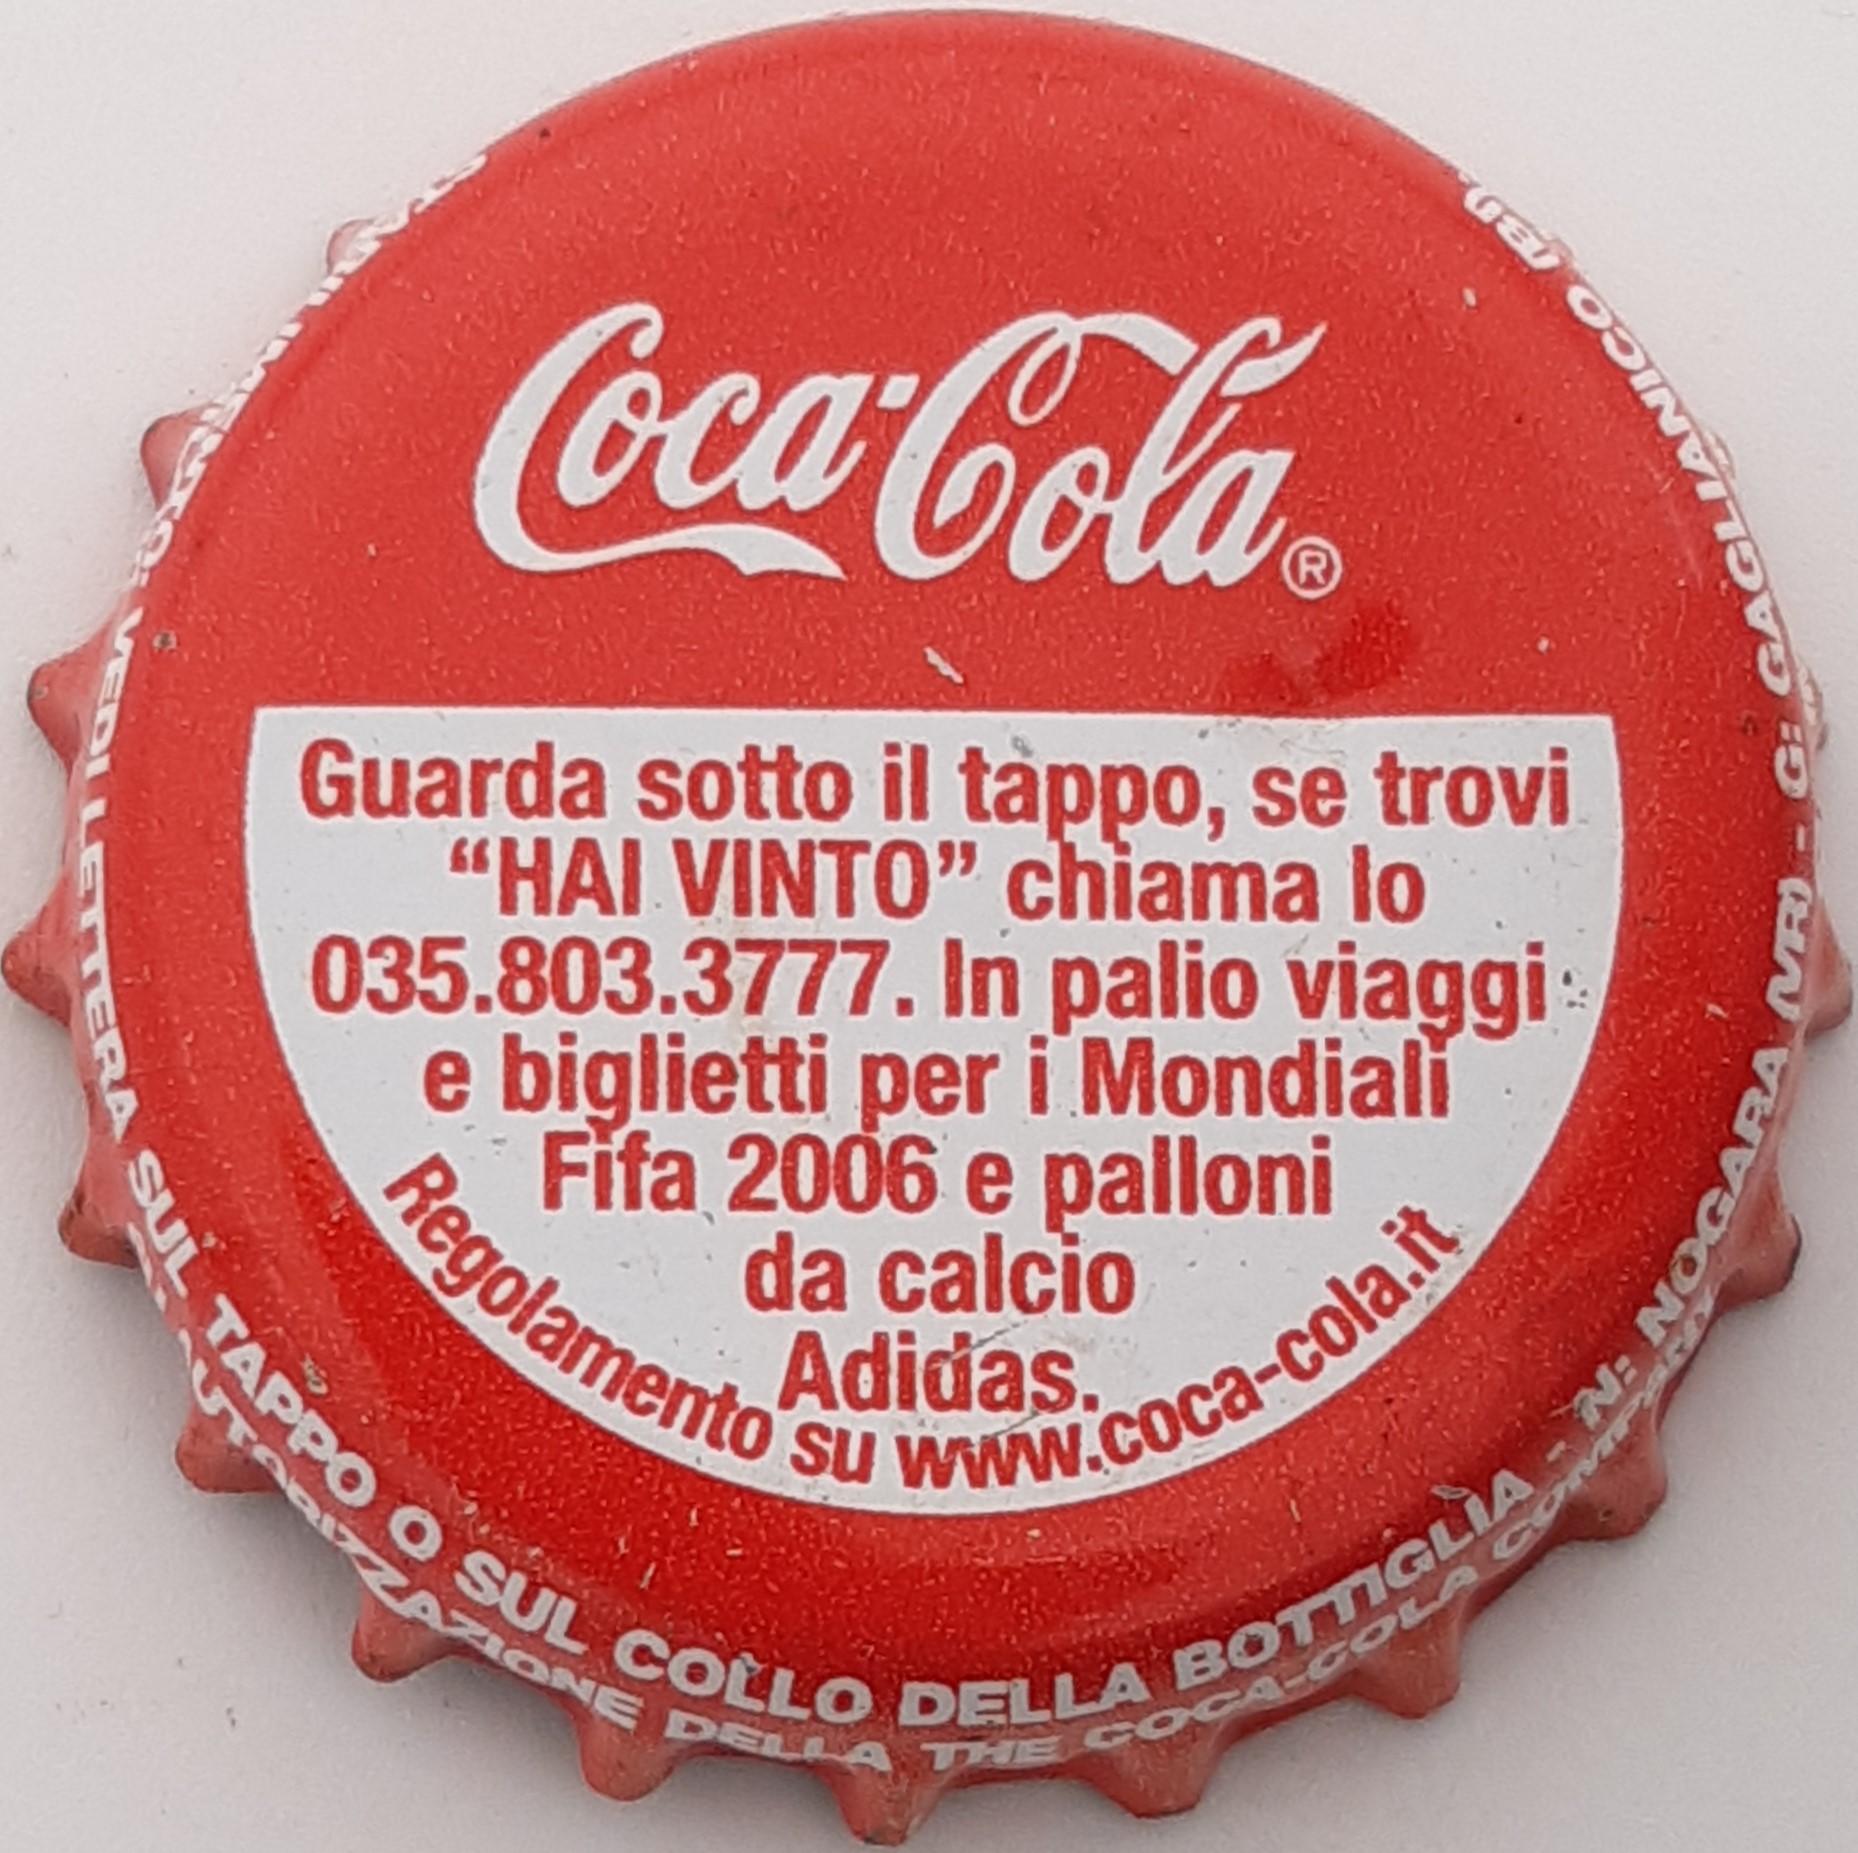 Coca-Cola®
Guarda sotto il tappo, se trovi
“HAI VINTO” chiama lo
035.803.3777. In palio viaggi
e biglietti per i Mondiali
Fifa 2006 e palloni
da calcio
Adidas.
Regolamento su www.coca-cola.it
VEDI LETTERA SUL TAPPO O SUL COLLO DELLA BOTTIGLIA - N: NOGARA (VR) - G: GAGLIANICO (BI)
AUTORIZZAZIONE DELLA THE COCA-COLA COMPANY